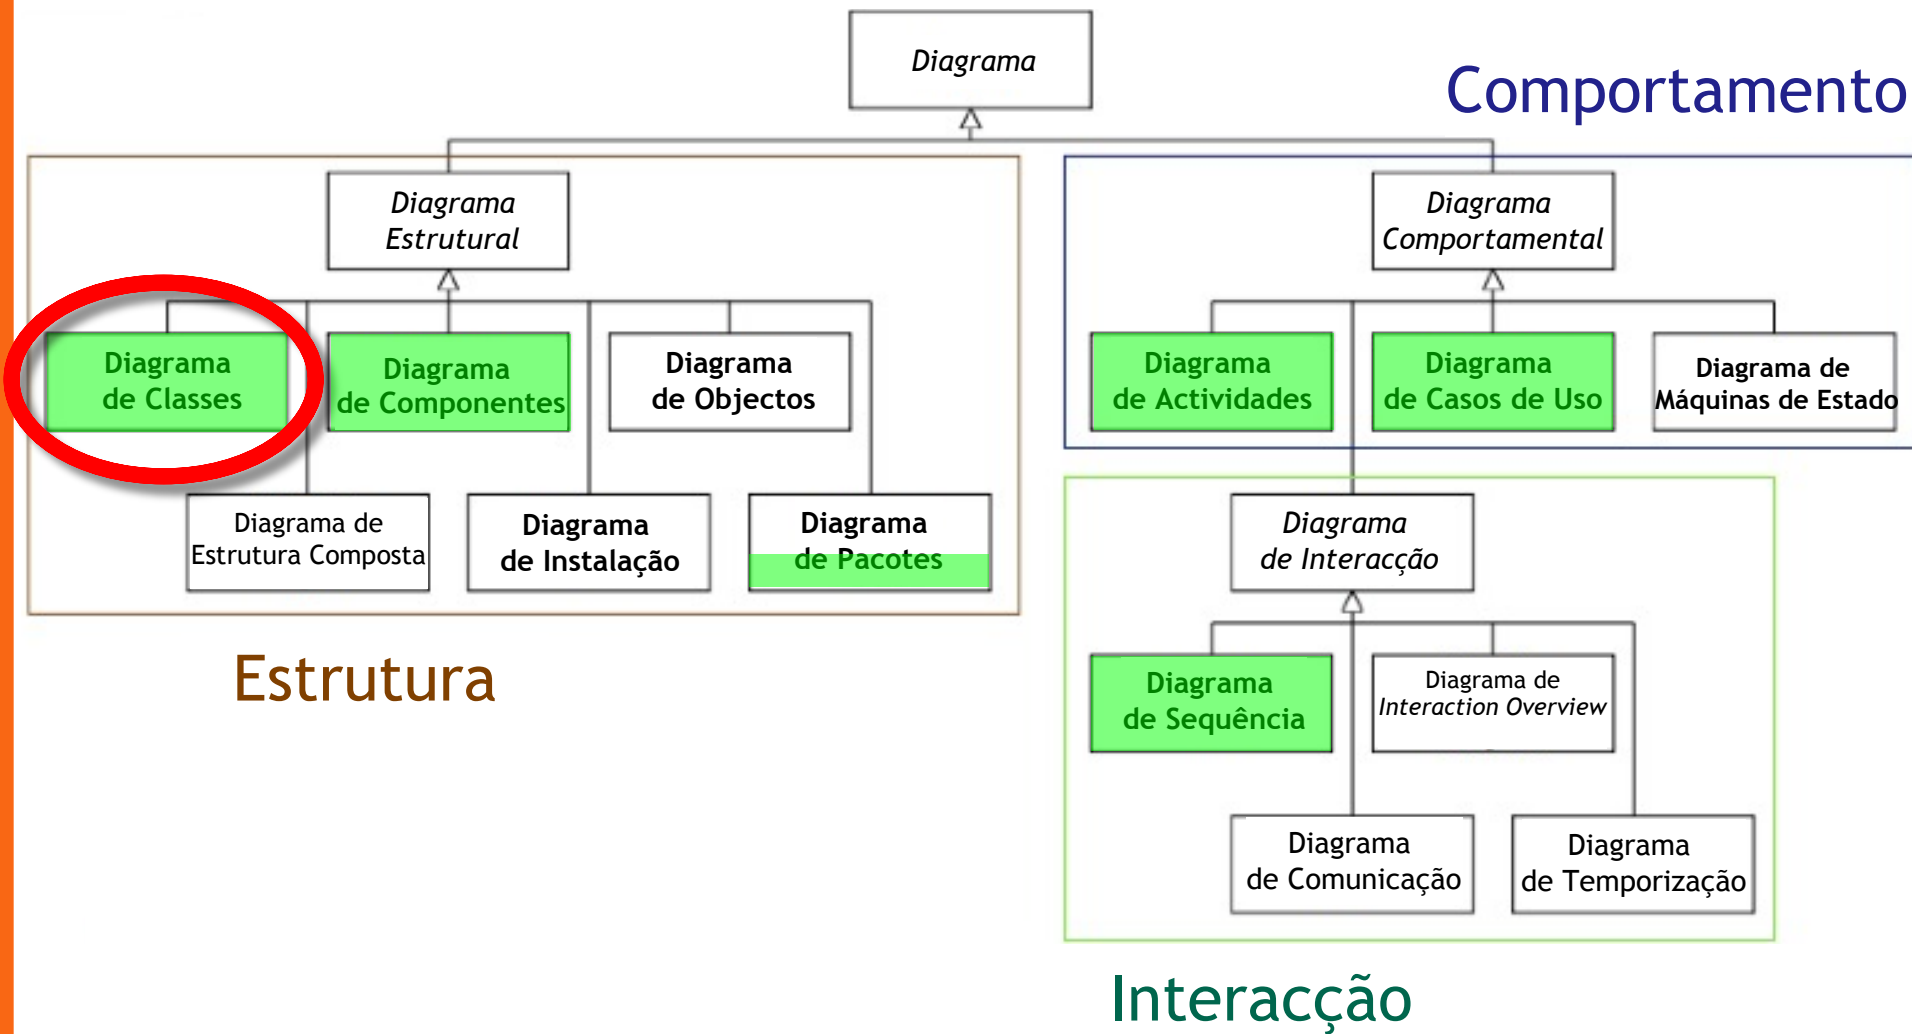 Diagrama
Comportamento
Diagrama
Estrutural
Diagrama
Comportamental
Diagrama
de Classes
Diagrama
de Componentes
Diagrama
de Objectos
Diagrama
de Actividades
Diagrama
de Casos de Uso
Diagrama de
Máquinas de Estado
Diagrama de
Estrutura Composta
Diagrama
de Instalação
Diagrama
de Pacotes
Diagrama
de Interacção
Estrutura
Diagrama
de Sequência
Diagrama de
Interaction Overview
Diagrama
de Comunicação
Diagrama
de Temporização
Interacção